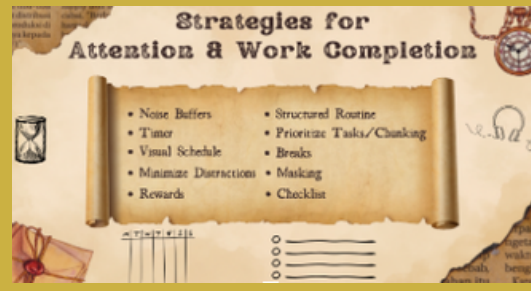 Strategies for
Attention & Work Completion
• Noise Buffers
• Timer
• Visual Schedule
• Minimize Distractions
• Rewards
• Structured Routine
• Prioritize Tasks/Chunking
• Breaks
• Masking
• Checklist